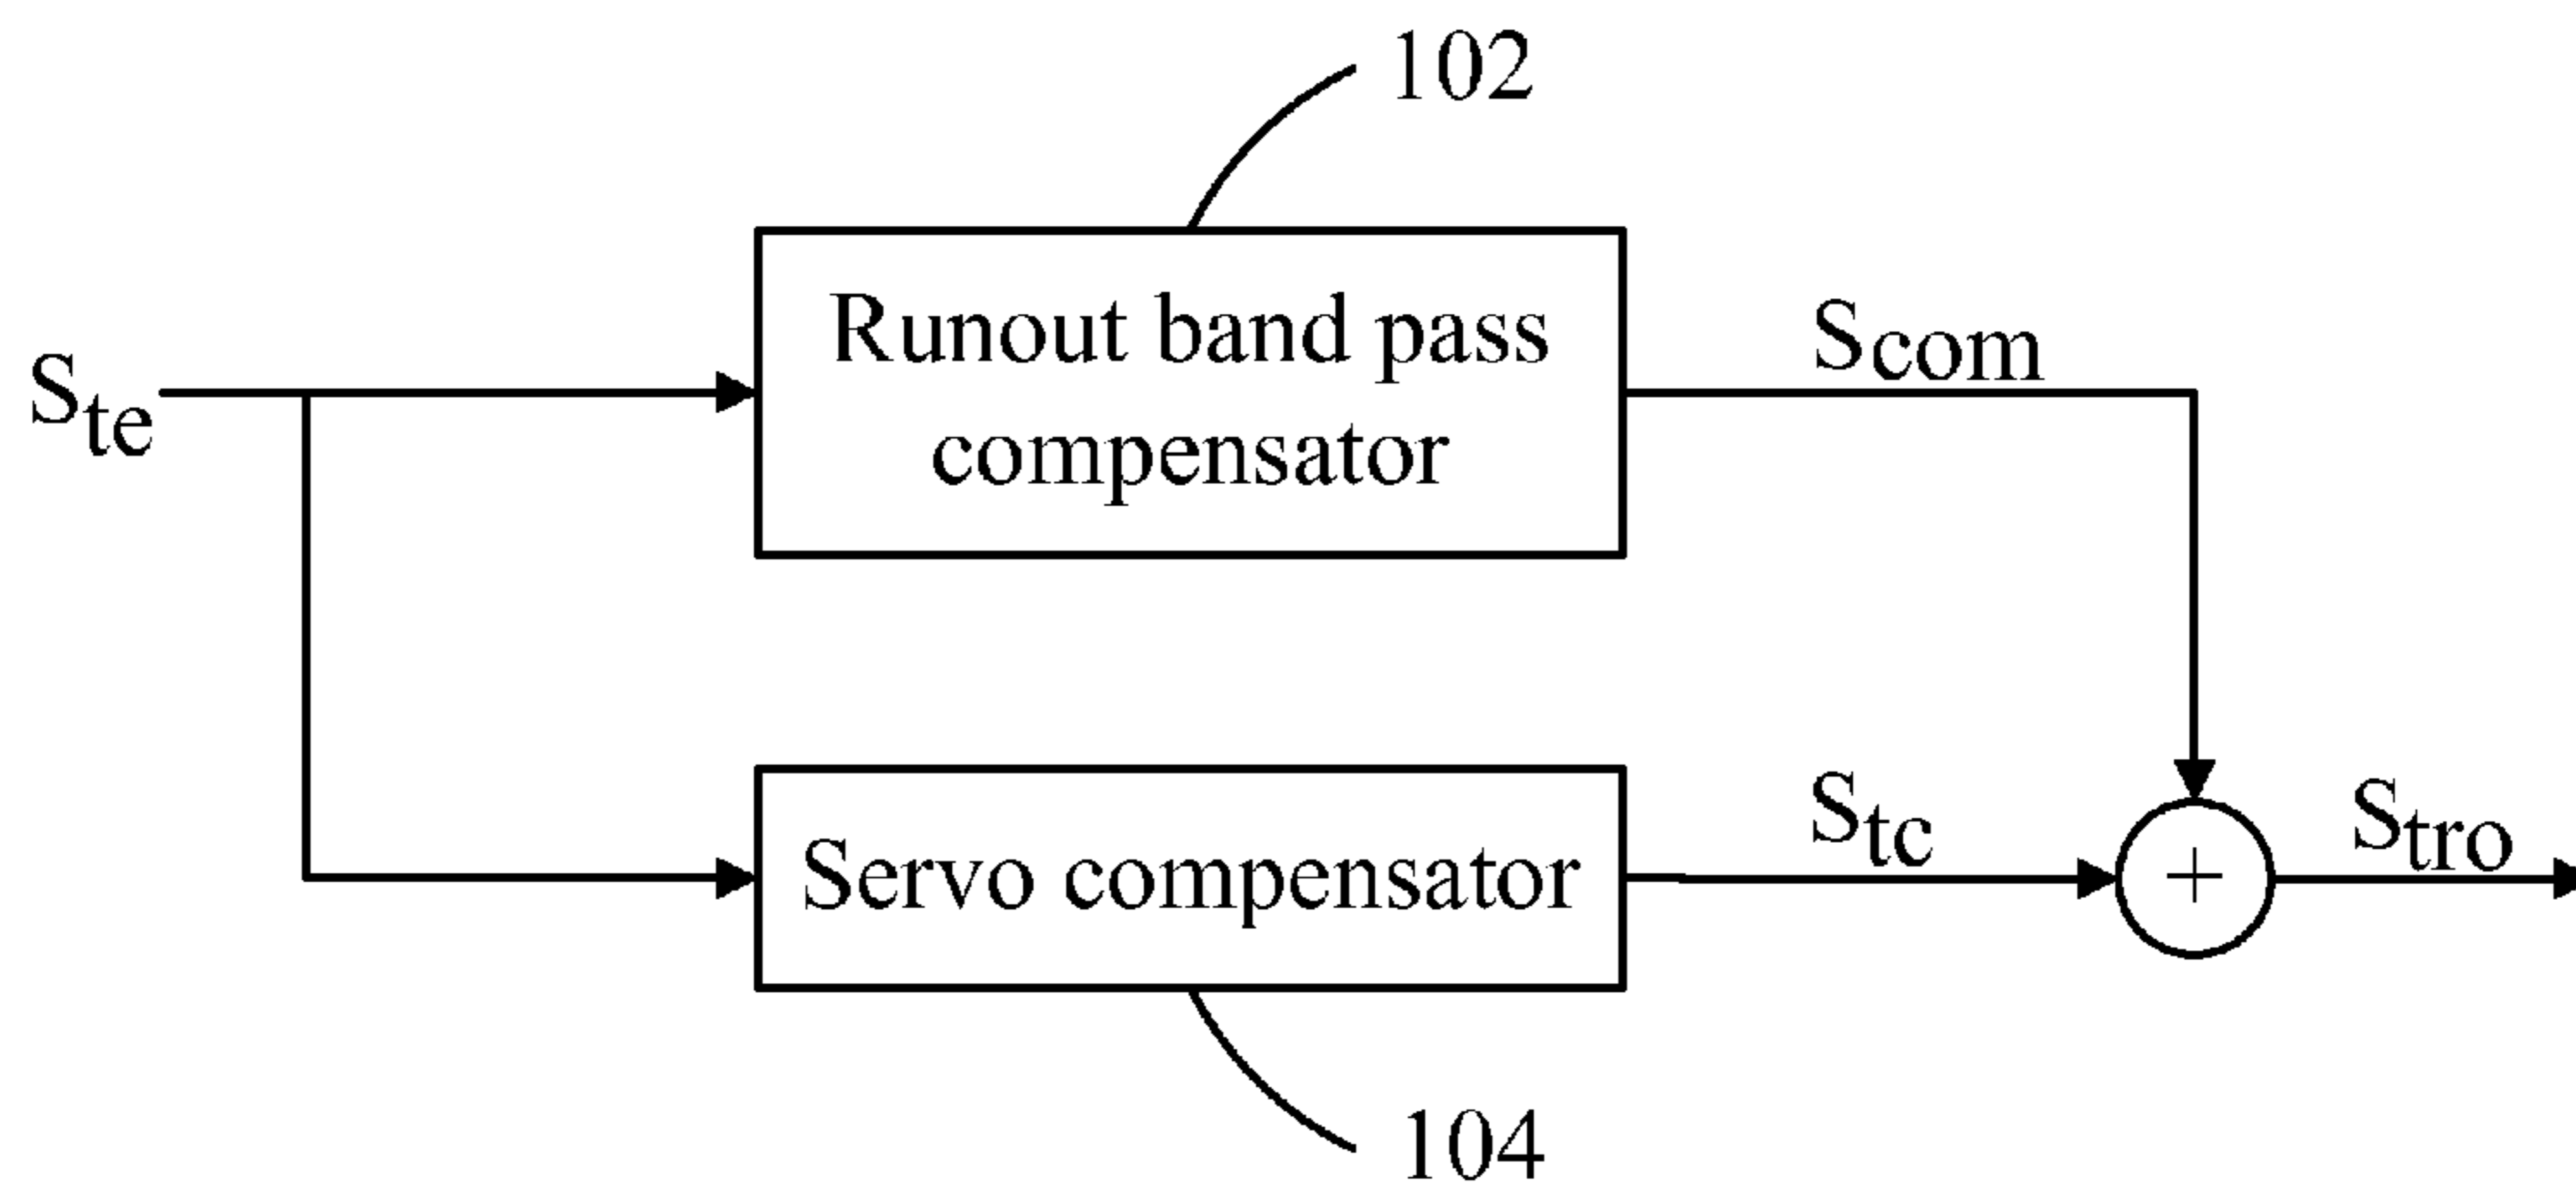 102
Runout band pass
compensator
Scom
Ste
Servo compensator
Stc
+
Stro
104